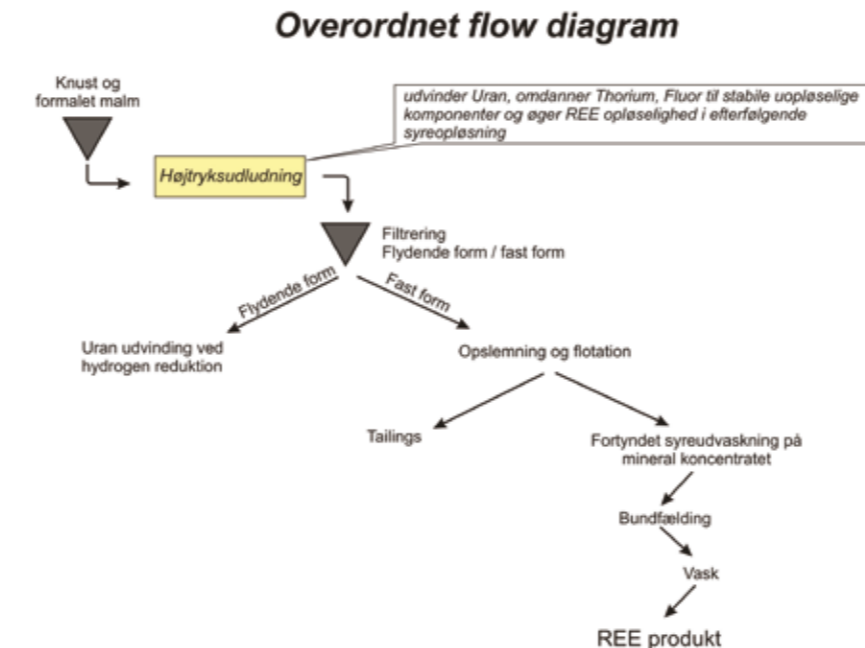 Overordnet flow diagram
Knust og
formalet malm
udvinder Uran, omdanner Thorium, Fluor til stabile uopløselige
komponenter og øger REE opløselighed i efterfølgende
syreopløsning
Højtryksudludning
Filtrering
Flydende form / fast form
Flydende form
Fast form
Uran udvinding ved
hydrogen reduktion
Opslemning og flotation
Tailings
Fortyndet syreudvaskning på
mineral koncentratet
Bundfælding
Vask
REE produkt